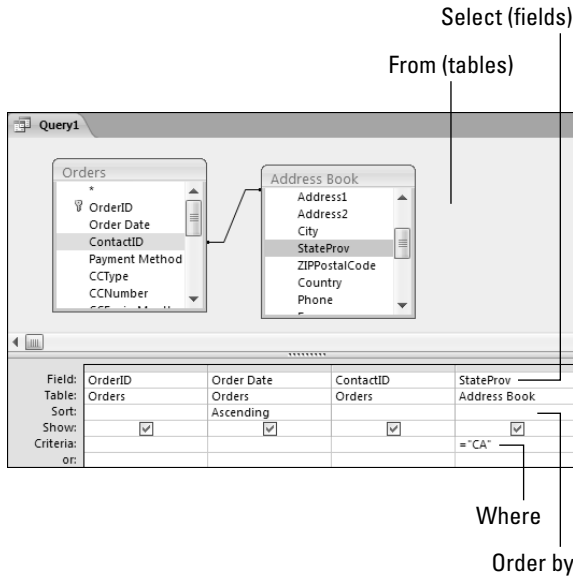 Select (fields)
From (tables)
Query1
Orders
*
OrderID
Order Date
ContactID
Payment Method
CCType
CCNumber
Address Book
Address1
Address2
City
StateProv
ZIPPostalCode
Country
Phone
Field: OrderID Order Date ContactID StateProv
Table: Orders Orders Orders Address Book
Sort: Ascending
Show:
Criteria: ="CA"
or:
Where
Order by